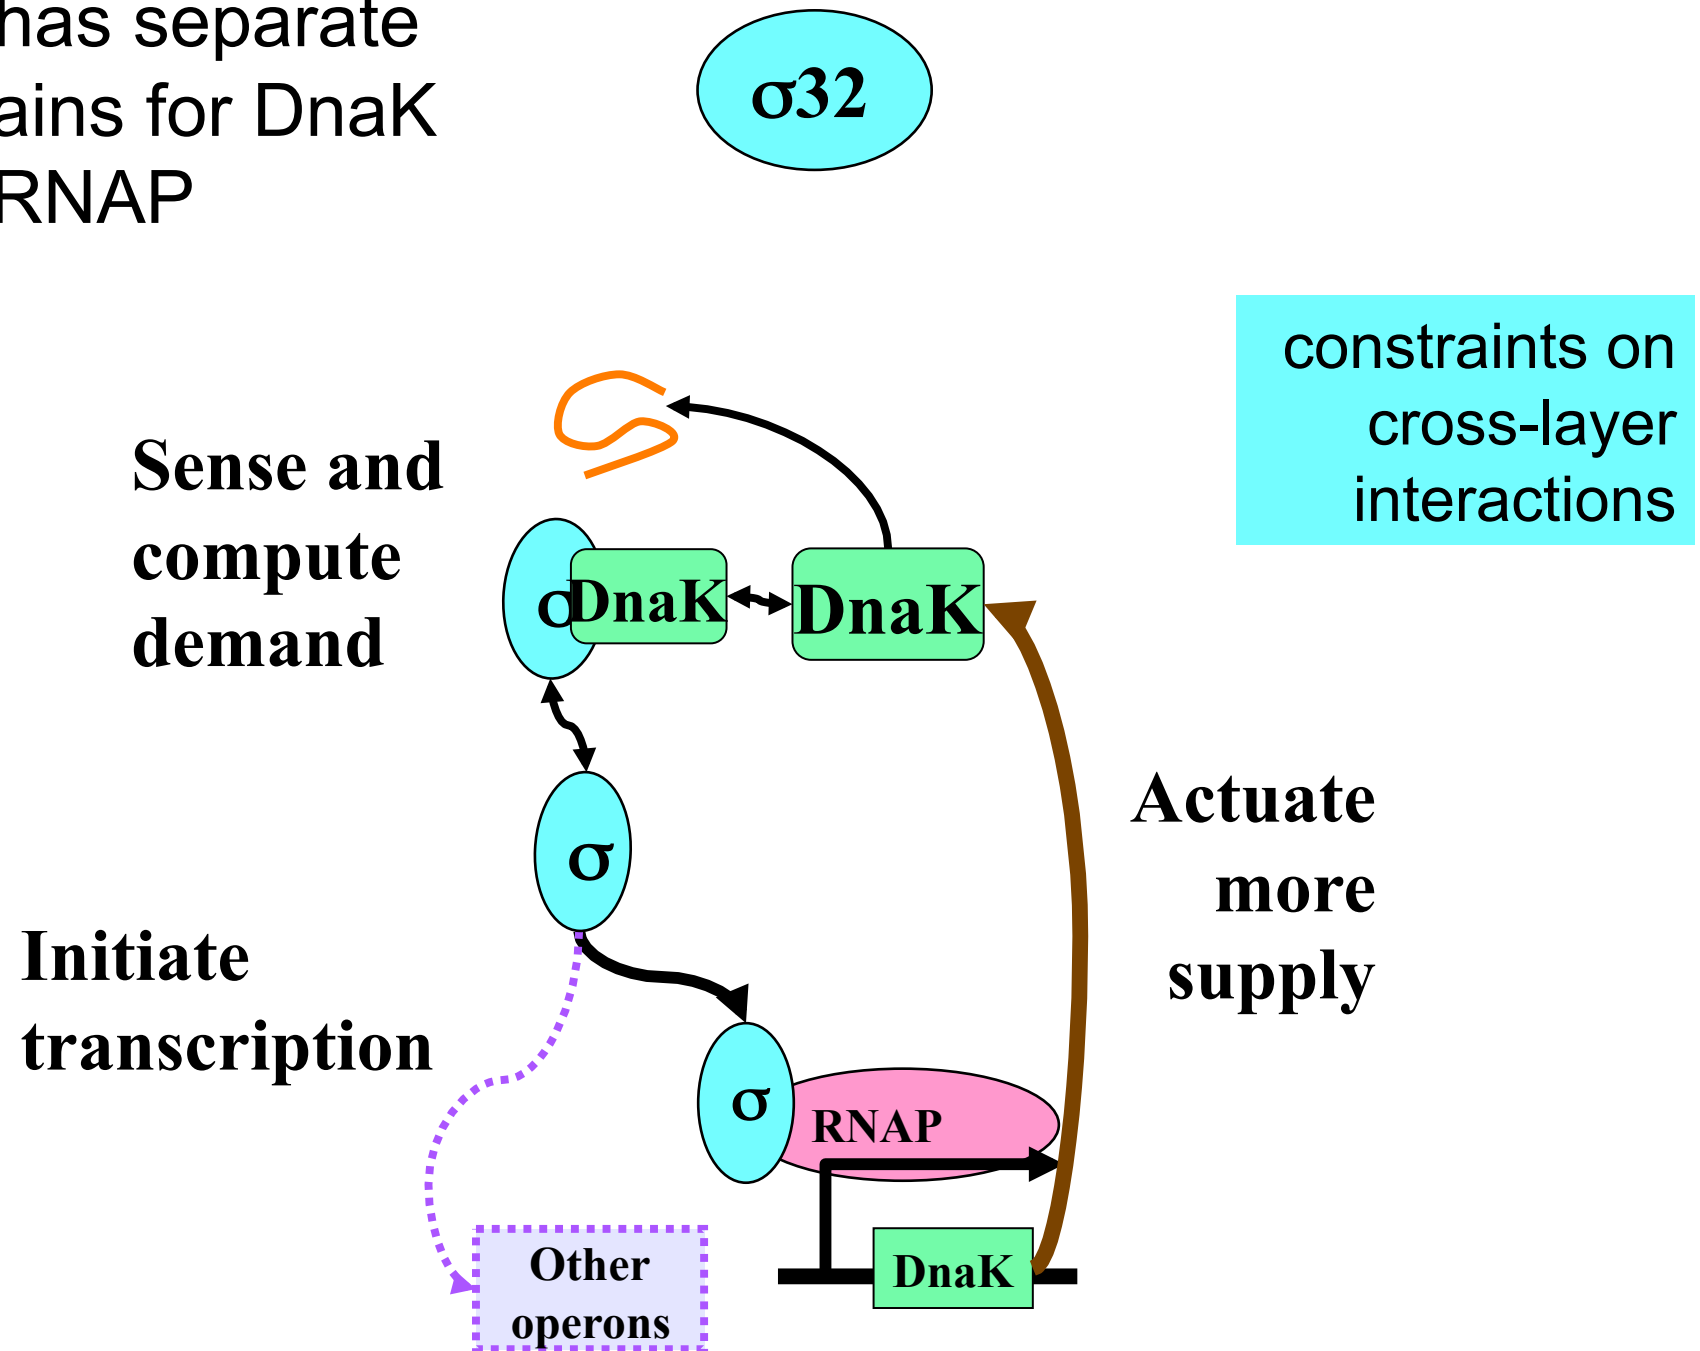 has separate
ains for DnaK
RNAP
σ32
constraints on
cross-layer
interactions
Sense and
compute
demand
σ
DnaK
DnaK
σ
Actuate
more
supply
Initiate
transcription
σ
RNAP
DnaK
Other
operons